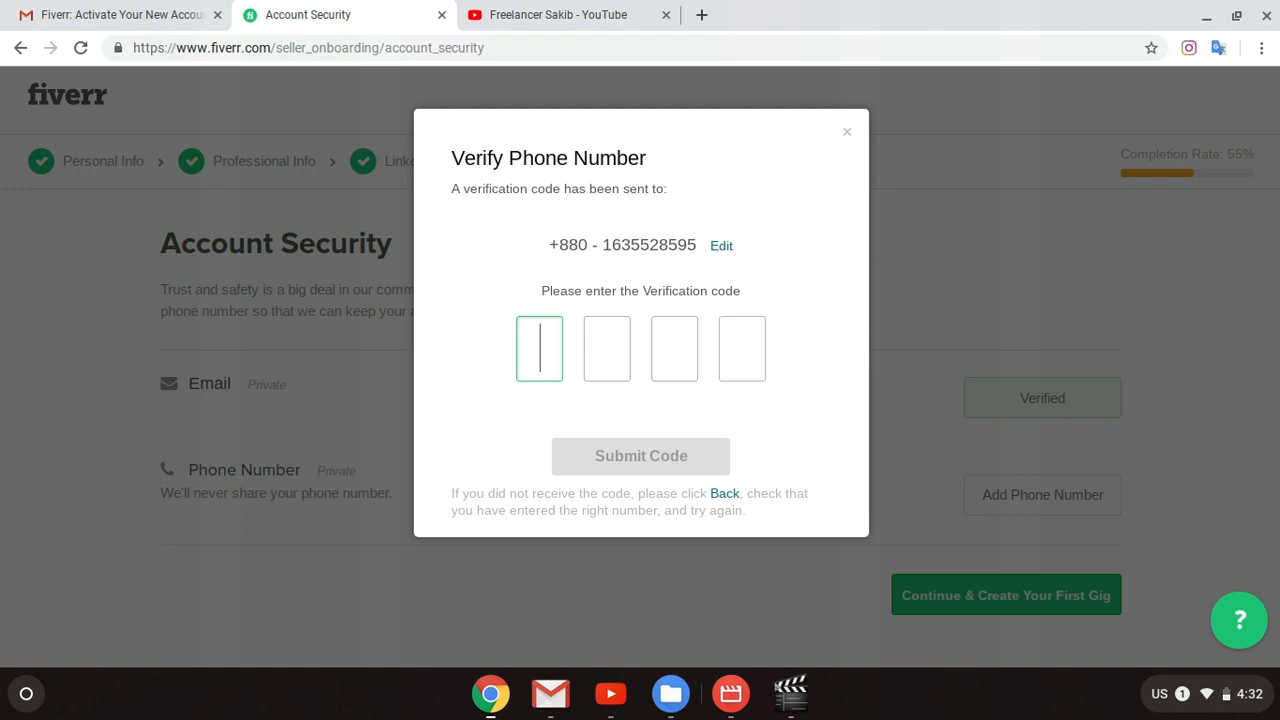 Fiverr: Activate Your New Accou
Account Security
Freelancer Sakib - YouTube
https://www.fiverr.com/seller_onboarding/account_security
fiverr
Personal Info
Professional Info
Linke
Completion Rate: 55%
Verify Phone Number
A verification code has been sent to:
+880 - 1635528595 Edit
Please enter the Verification code
Submit Code
If you did not receive the code, please click Back, check that
you have entered the right number, and try again.
Account Security
Trust and safety is a big deal in our comm
phone number so that we can keep your a
Email Private
Verified
Phone Number Private
We'll never share your phone number.
Add Phone Number
Continue & Create Your First Gig
?
US 1 4:32